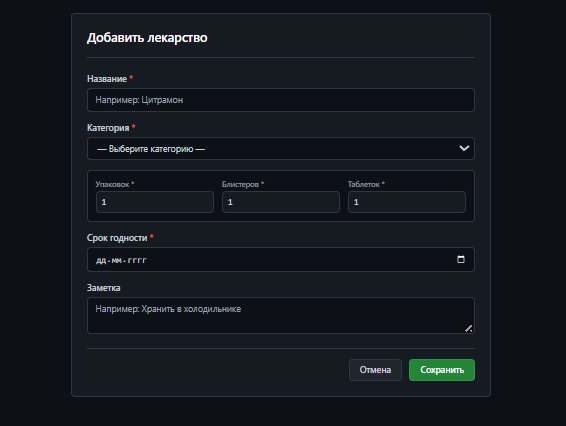 Добавить лекарство
Название *
Например: Цитрамон
Категория *
— Выберите категорию —
Упаковок * Блистеров * Таблеток *
1 1 1
Срок годности *
дд.мм.гггг
Заметка
Например: Хранить в холодильнике
Отмена Сохранить